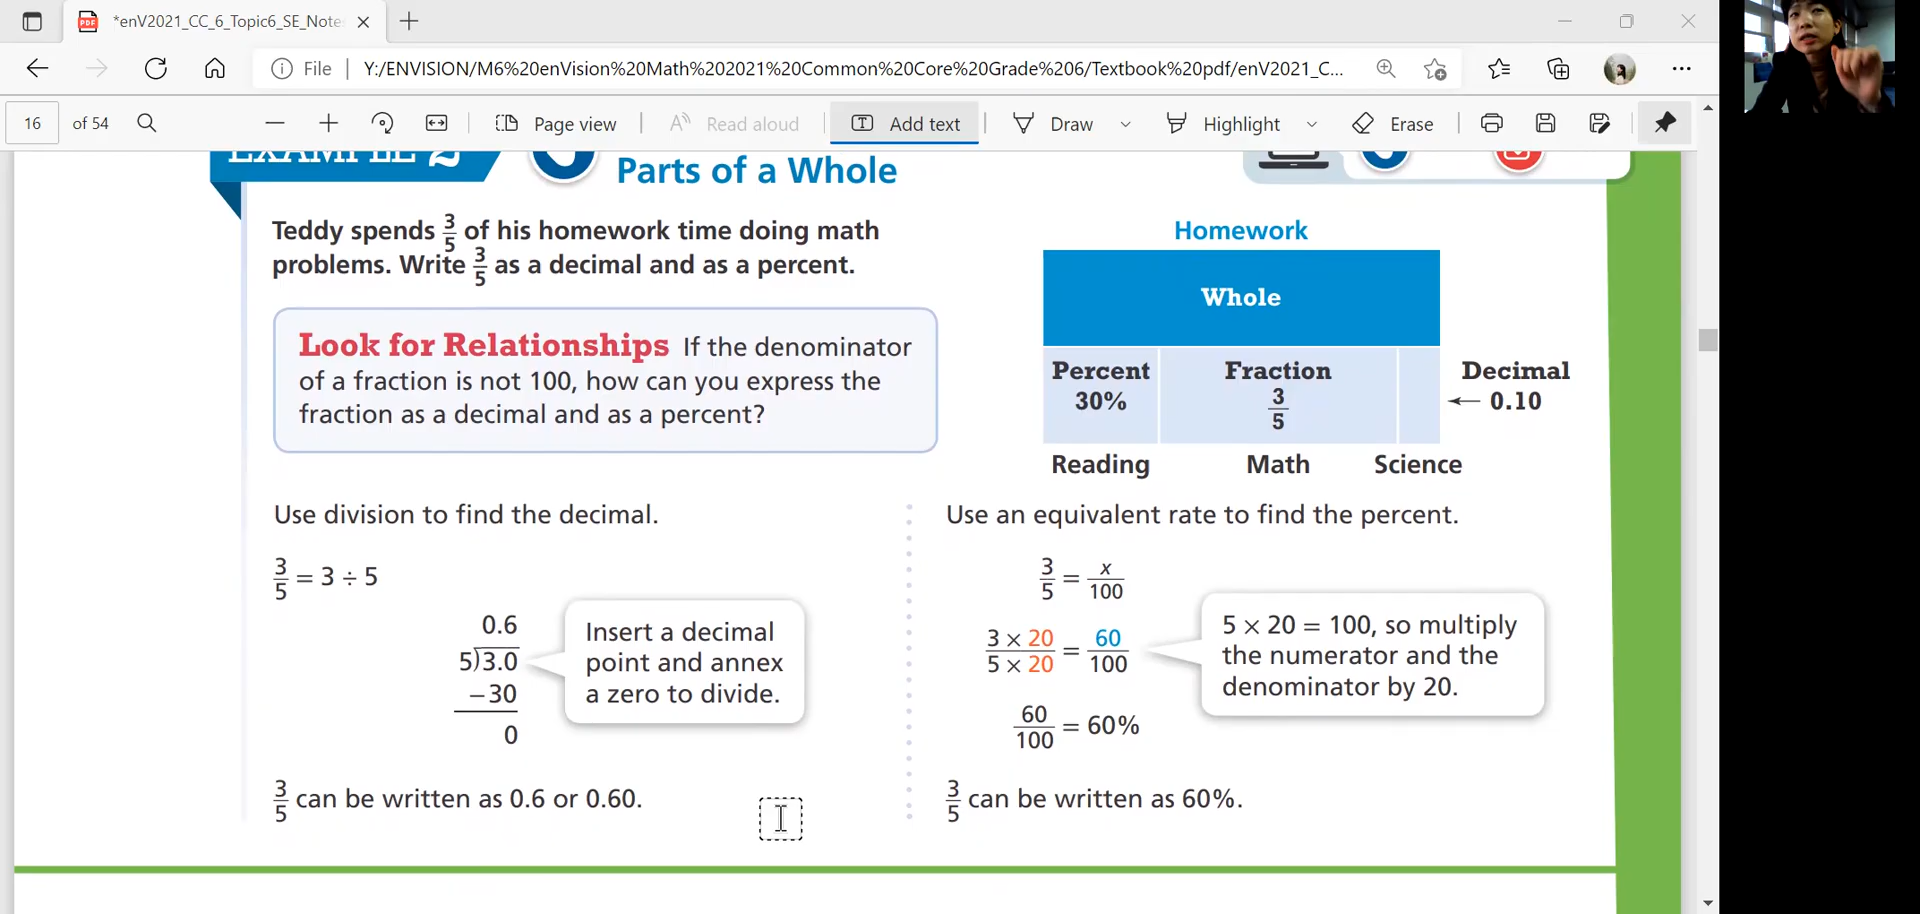 *enV2021_CC_6_Topic6_SE_Note
File
Y:/ENVISION/M6%20enVision%20Math%202021%20Common%20Core%20Grade%206/Textbook%20pdf/enV2021_C...
16 of 54
Page view
Read aloud
Add text
Draw
Highlight
Erase
EXAMPLE 2
Parts of a Whole
Teddy spends 3/5 of his homework time doing math
problems. Write 3/5 as a decimal and as a percent.
Look for Relationships If the denominator
of a fraction is not 100, how can you express the
fraction as a decimal and as a percent?
Homework
Whole
Percent
30%
Fraction
3/5
Decimal
← 0.10
Reading
Math
Science
Use division to find the decimal.
3/5 = 3 ÷ 5
0.6
5)3.0
−30
0
Insert a decimal
point and annex
a zero to divide.
3/5 can be written as 0.6 or 0.60.
Use an equivalent rate to find the percent.
3/5 = x/100
3 × 20/5 × 20 = 60/100
60/100 = 60%
5 × 20 = 100, so multiply
the numerator and the
denominator by 20.
3/5 can be written as 60%.